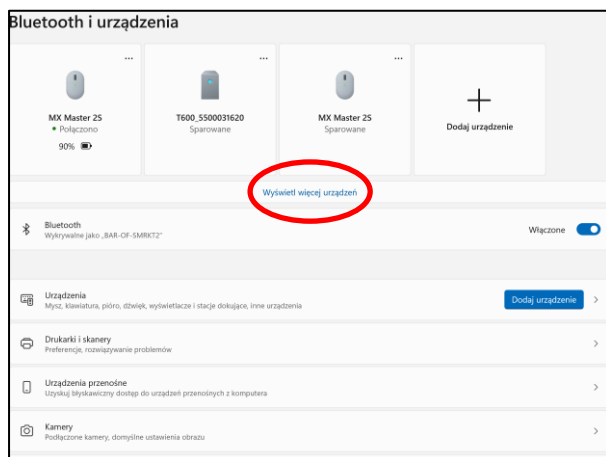 Bluetooth i urządzenia
MX Master 2S
Połączono
90%
T600_5500031620
Sparowane
MX Master 2S
Sparowane
Dodaj urządzenie
Wyświetl więcej urządzeń
Bluetooth
Wykrywalne jako „BAR-OF-SMRKT2”
Włączone
Urządzenia
Mysz, klawiatura, pióro, dźwięk, wyświetlacze i stacje dokujące, inne urządzenia
Dodaj urządzenie
Drukarki i skanery
Preferencje, rozwiązywanie problemów
Urządzenia przenośne
Uzyskuj błyskawiczny dostęp do urządzeń przenośnych z komputera
Kamery
Podłączone kamery, domyślne ustawienia obrazu